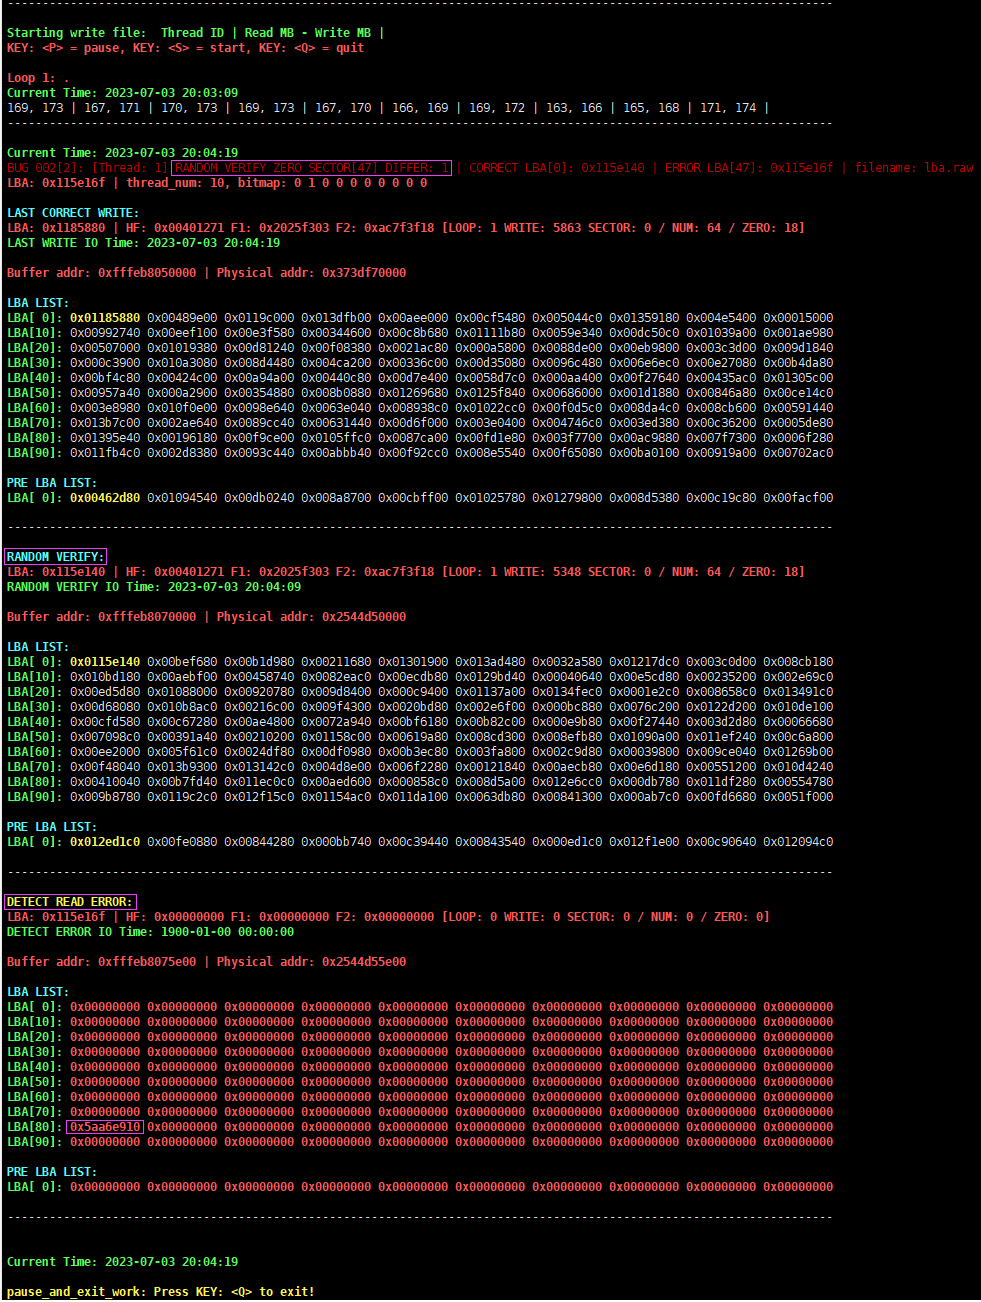 Starting write file:  Thread ID | Read MB - Write MB |
KEY: <P> = pause, KEY: <S> = start, KEY: <Q> = quit
Loop 1: .
Current Time: 2023-07-03 20:03:09
169, 173 | 167, 171 | 170, 173 | 169, 173 | 167, 170 | 166, 169 | 169, 172 | 163, 166 | 165, 168 | 171, 174 |
Current Time: 2023-07-03 20:04:19
BUG 002[2]: [Thread: 1] RANDOM VERIFY ZERO SECTOR[47] DIFFER: 1 | CORRECT LBA[0]: 0x115e140 | ERROR LBA[47]: 0x115e16f | filename: lba.raw
LBA: 0x115e16f | thread_num: 10, bitmap: 0 1 0 0 0 0 0 0 0 0
LAST CORRECT WRITE:
LBA: 0x1185880 | HF: 0x00401271 F1: 0x2025f303 F2: 0xac7f3f18 [LOOP: 1 WRITE: 5863 SECTOR: 0 / NUM: 64 / ZERO: 18]
LAST WRITE IO Time: 2023-07-03 20:04:19
Buffer addr: 0xfffeb8050000 | Physical addr: 0x373df70000
LBA LIST:
LBA[ 0]: 0x01185880 0x00489e00 0x0119c000 0x013dfb00 0x00aee000 0x00cf5480 0x005044c0 0x01359180 0x004e5400 0x00015000
LBA[10]: 0x00992740 0x00eef100 0x00e3f580 0x00344600 0x00c8b680 0x01111b80 0x0059e340 0x00dc50c0 0x01039a00 0x001ae980
LBA[20]: 0x00507000 0x01019380 0x00d81240 0x00f08380 0x0021ac80 0x000a5800 0x0088de00 0x00eb9800 0x003c3d00 0x009d1840
LBA[30]: 0x000c3900 0x010a3080 0x008d4480 0x004ca200 0x00336c00 0x00d35080 0x0096c480 0x006e6ec0 0x00e27080 0x00b4da80
LBA[40]: 0x00bf4c80 0x00424c00 0x00a94a00 0x00440c80 0x00d7e400 0x0058d7c0 0x000aa400 0x00f27640 0x00435ac0 0x01305c00
LBA[50]: 0x00957a40 0x000a2900 0x00354880 0x008b0880 0x01269680 0x0125f840 0x00686000 0x001d1880 0x00846a80 0x00ce14c0
LBA[60]: 0x003e8980 0x010f0e00 0x0098e640 0x0063e040 0x008938c0 0x01022cc0 0x00f0d5c0 0x008da4c0 0x008cb600 0x00591440
LBA[70]: 0x013b7c00 0x002ae640 0x0089cc40 0x00631440 0x00d6f000 0x003e0400 0x004746c0 0x003ed380 0x00c36200 0x0005de80
LBA[80]: 0x01395e40 0x00196180 0x00f9ce00 0x0105ffc0 0x0087ca00 0x00fd1e80 0x003f7700 0x00ac9880 0x007f7300 0x0006f280
LBA[90]: 0x011fb4c0 0x002d8380 0x0093c440 0x00abbb40 0x00f92cc0 0x008e5540 0x00f65080 0x00ba0100 0x00919a00 0x00702ac0
PRE LBA LIST:
LBA[ 0]: 0x00462d80 0x01094540 0x00db0240 0x008a8700 0x00cbff00 0x01025780 0x01279800 0x008d5380 0x00c19c80 0x00facf00
RANDOM VERIFY:
LBA: 0x115e140 | HF: 0x00401271 F1: 0x2025f303 F2: 0xac7f3f18 [LOOP: 1 WRITE: 5348 SECTOR: 0 / NUM: 64 / ZERO: 18]
RANDOM VERIFY IO Time: 2023-07-03 20:04:09
Buffer addr: 0xfffeb8070000 | Physical addr: 0x2544d50000
LBA LIST:
LBA[ 0]: 0x0115e140 0x00bef680 0x00b1d980 0x00211680 0x01301900 0x013ad480 0x0032a580 0x01217dc0 0x003c0d00 0x008cb180
LBA[10]: 0x010bd180 0x00aebf00 0x00458740 0x0082eac0 0x00ecdb80 0x0129bd40 0x00040640 0x00e5cd80 0x00235200 0x002e69c0
LBA[20]: 0x00ed5d80 0x01088000 0x00920780 0x009d8400 0x000c9400 0x01137a00 0x0134fec0 0x0001e2c0 0x008658c0 0x013491c0
LBA[30]: 0x00d68080 0x010b8ac0 0x00216c00 0x009f4300 0x0020bd80 0x002e6f00 0x000bc880 0x0076c200 0x0122d200 0x010de100
LBA[40]: 0x00cfd580 0x00c67280 0x00ae4800 0x0072a940 0x00bf6180 0x00b82c00 0x000e9b80 0x00f27440 0x003d2d80 0x00066680
LBA[50]: 0x007098c0 0x00391a40 0x00210200 0x01158c00 0x00619a80 0x008cd300 0x008efb80 0x01090a00 0x011ef240 0x00c6a800
LBA[60]: 0x00ee2000 0x005f61c0 0x0024df80 0x00df0980 0x00b3ec80 0x003fa800 0x002c9d80 0x00039800 0x009ce040 0x01269b00
LBA[70]: 0x00f48040 0x013b9300 0x013142c0 0x004d8e00 0x006f2280 0x00121840 0x00aecb80 0x00e6d180 0x00551200 0x010d4240
LBA[80]: 0x00410040 0x00b7fd40 0x011ec0c0 0x00aed600 0x000858c0 0x008d5a00 0x012e6cc0 0x000db780 0x011df280 0x00554780
LBA[90]: 0x009b8780 0x0119c2c0 0x012f15c0 0x01154ac0 0x011da100 0x0063db80 0x00841300 0x000ab7c0 0x00fd6680 0x0051f000
PRE LBA LIST:
LBA[ 0]: 0x012ed1c0 0x00fe0880 0x00844280 0x000bb740 0x00c39440 0x00843540 0x000ed1c0 0x012f1e00 0x00c90640 0x012094c0
DETECT READ ERROR:
LBA: 0x115e16f | HF: 0x00000000 F1: 0x00000000 F2: 0x00000000 [LOOP: 0 WRITE: 0 SECTOR: 0 / NUM: 0 / ZERO: 0]
DETECT ERROR IO Time: 1900-01-00 00:00:00
Buffer addr: 0xfffeb8075e00 | Physical addr: 0x2544d55e00
LBA LIST:
LBA[ 0]: 0x00000000 0x00000000 0x00000000 0x00000000 0x00000000 0x00000000 0x00000000 0x00000000 0x00000000 0x00000000
LBA[10]: 0x00000000 0x00000000 0x00000000 0x00000000 0x00000000 0x00000000 0x00000000 0x00000000 0x00000000 0x00000000
LBA[20]: 0x00000000 0x00000000 0x00000000 0x00000000 0x00000000 0x00000000 0x00000000 0x00000000 0x00000000 0x00000000
LBA[30]: 0x00000000 0x00000000 0x00000000 0x00000000 0x00000000 0x00000000 0x00000000 0x00000000 0x00000000 0x00000000
LBA[40]: 0x00000000 0x00000000 0x00000000 0x00000000 0x00000000 0x00000000 0x00000000 0x00000000 0x00000000 0x00000000
LBA[50]: 0x00000000 0x00000000 0x00000000 0x00000000 0x00000000 0x00000000 0x00000000 0x00000000 0x00000000 0x00000000
LBA[60]: 0x00000000 0x00000000 0x00000000 0x00000000 0x00000000 0x00000000 0x00000000 0x00000000 0x00000000 0x00000000
LBA[70]: 0x00000000 0x00000000 0x00000000 0x00000000 0x00000000 0x00000000 0x00000000 0x00000000 0x00000000 0x00000000
LBA[80]: 0x5aa6e910 0x00000000 0x00000000 0x00000000 0x00000000 0x00000000 0x00000000 0x00000000 0x00000000 0x00000000
LBA[90]: 0x00000000 0x00000000 0x00000000 0x00000000 0x00000000 0x00000000 0x00000000 0x00000000 0x00000000 0x00000000
PRE LBA LIST:
LBA[ 0]: 0x00000000 0x00000000 0x00000000 0x00000000 0x00000000 0x00000000 0x00000000 0x00000000 0x00000000 0x00000000
Current Time: 2023-07-03 20:04:19
pause_and_exit_work: Press KEY: <Q> to exit!